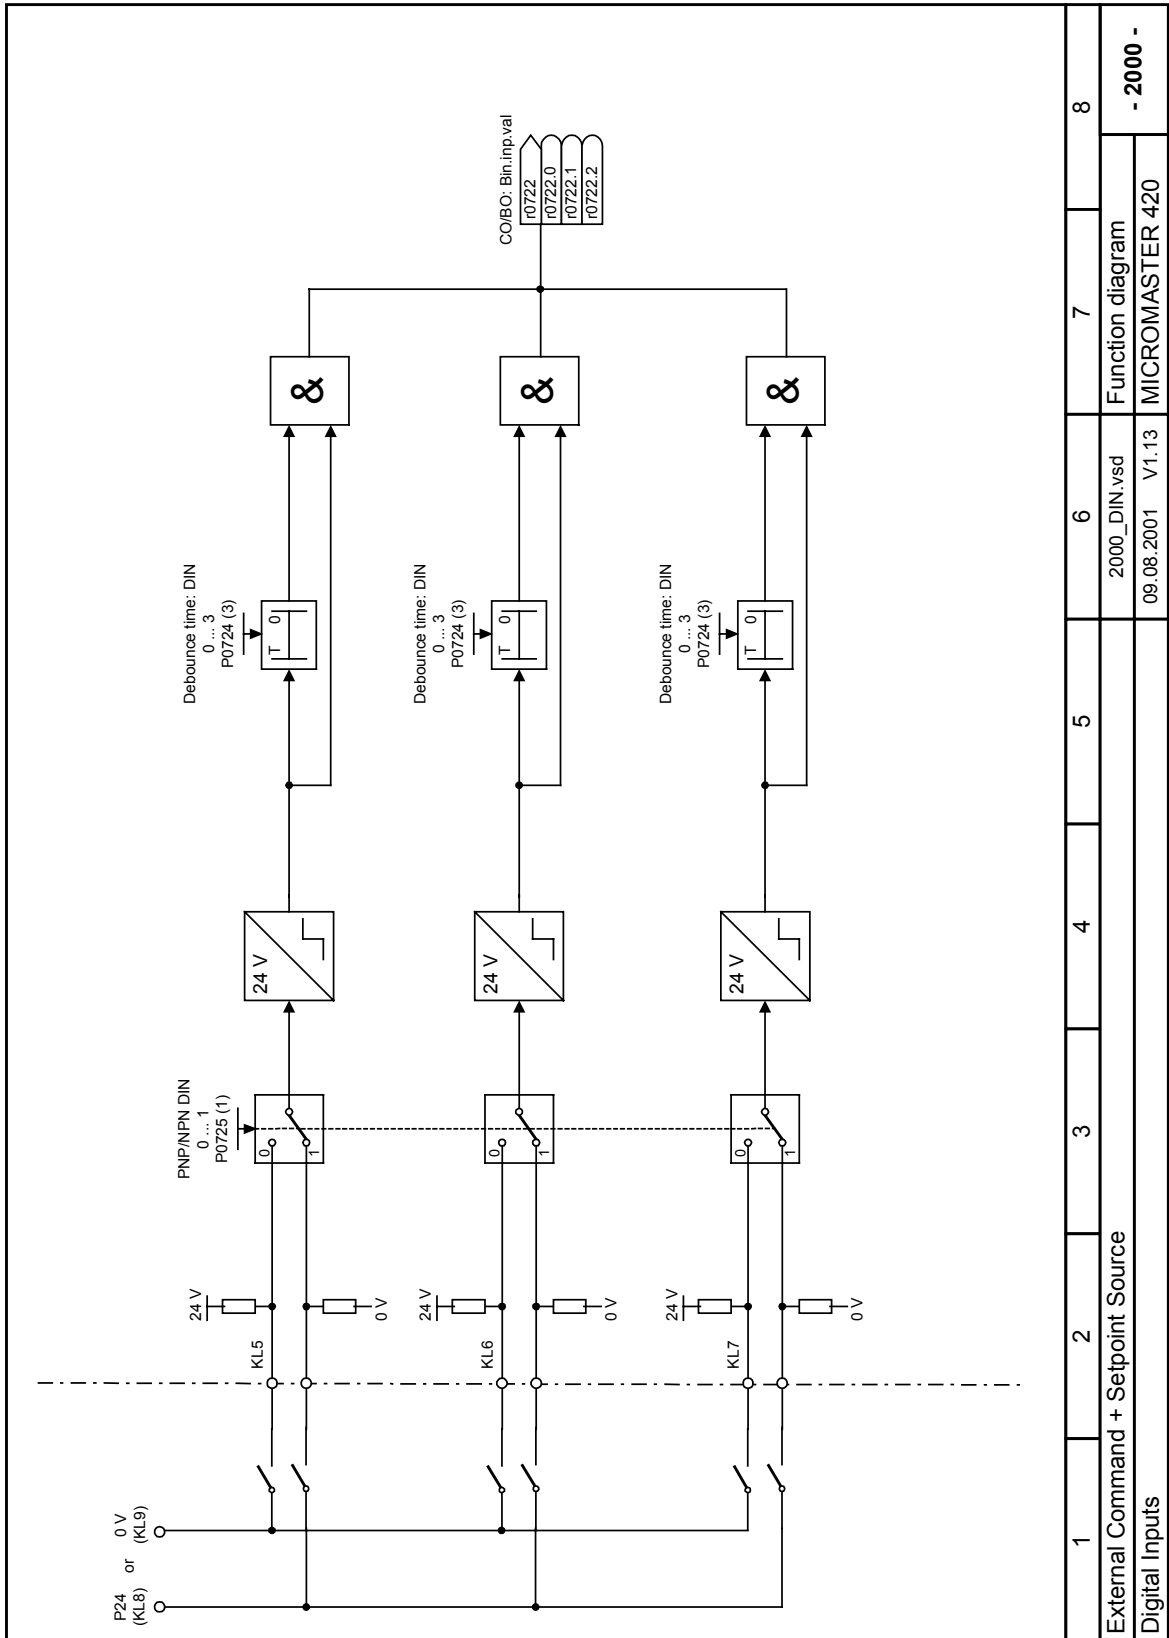 P24
(KL8)
or
0 V
(KL9)
KL5
24 V
0 V
PNP/NPN DIN
0 ... 1
P0725 (1)
0
1
24 V
Debounce time: DIN
0 ... 3
P0724 (3)
T 0
&
KL6
24 V
0 V
0
1
24 V
Debounce time: DIN
0 ... 3
P0724 (3)
T 0
&
KL7
24 V
0 V
0
1
24 V
Debounce time: DIN
0 ... 3
P0724 (3)
T 0
&
CO/BO: Bin.inp.val
r0722
r0722.0
r0722.1
r0722.2
1 2 3 4 5 6 7 8
External Command + Setpoint Source
2000_DIN.vsd
Function diagram
- 2000 -
Digital Inputs
09.08.2001 V1.13
MICROMASTER 420